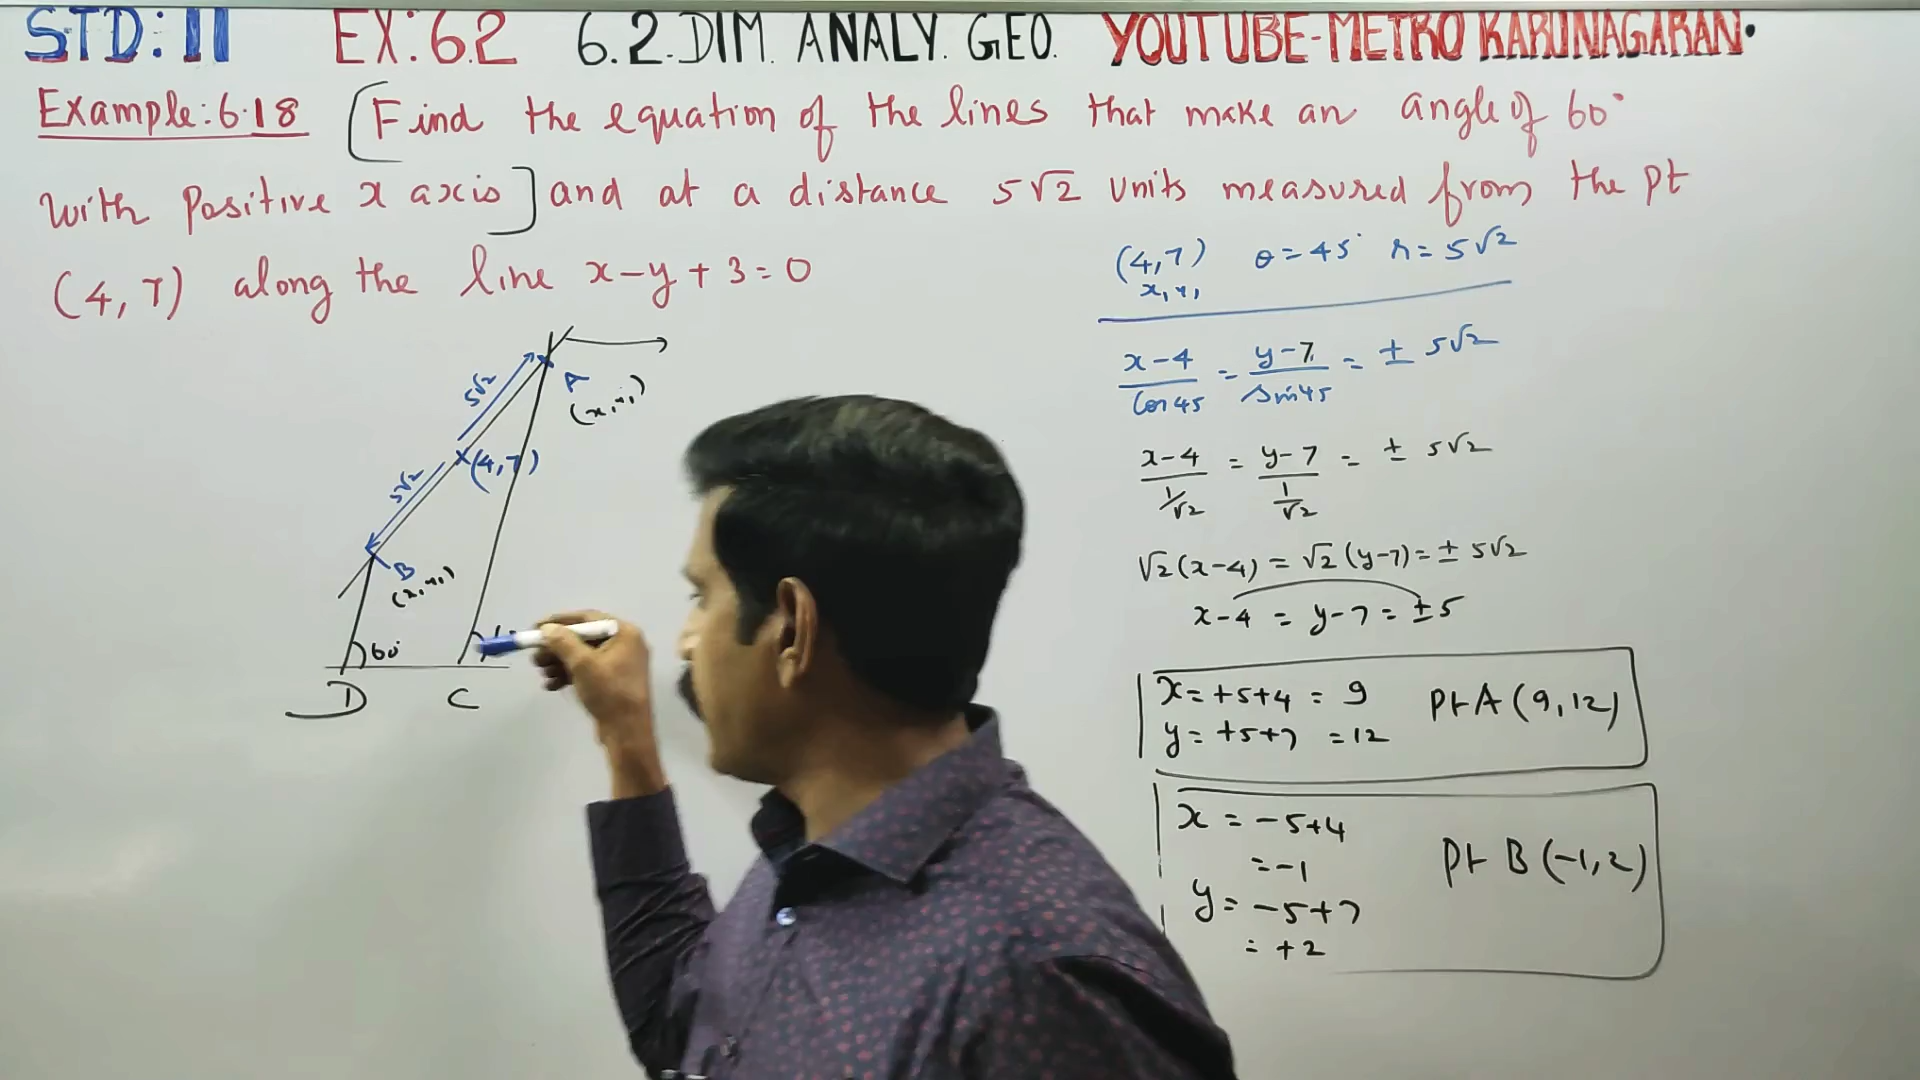 STD: 11 EX: 6.2 6.2.DIM. ANALY. GEO. YOUTUBE-METRO KARUNAGARAN.
Example: 6.18 [Find the equation of the lines that make an angle of 60°
with positive x axis] and at a distance 5√2 units measured from the pt
(4, 7) along the line x-y+3=0
(4,7) θ=45° r=5√2
x₁ y₁
x-4/Cos 45 = y-7/Sin45 = ± 5√2
x-4/1/√2 = y-7/1/√2 = ± 5√2
√2(x-4) = √2(y-7) = ± 5√2
x-4 = y-7 = ±5
x = +5+4 = 9 pt A (9,12)
y = +5+7 = 12
x = -5+4
= -1 pt B (-1,2)
y = -5+7
= +2
5√2
A
(x₁y₁)
(4,7)
5√2
B
(x₁y₁)
60°
D C